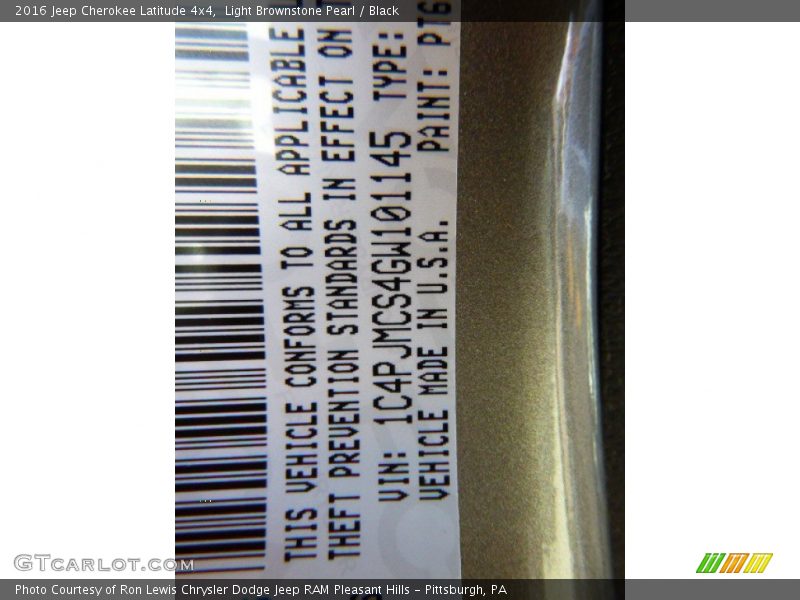 2016 Jeep Cherokee Latitude 4x4, Light Brownstone Pearl / Black
THIS VEHICLE CONFORMS TO ALL APPLICABLE
THEFT PREVENTION STANDARDS IN EFFECT ON
VIN: 1C4PJMCS4GW101145 TYPE:
VEHICLE MADE IN U.S.A. PAINT: PT6
GTCARLOT.COM
Photo Courtesy of Ron Lewis Chrysler Dodge Jeep RAM Pleasant Hills – Pittsburgh, PA